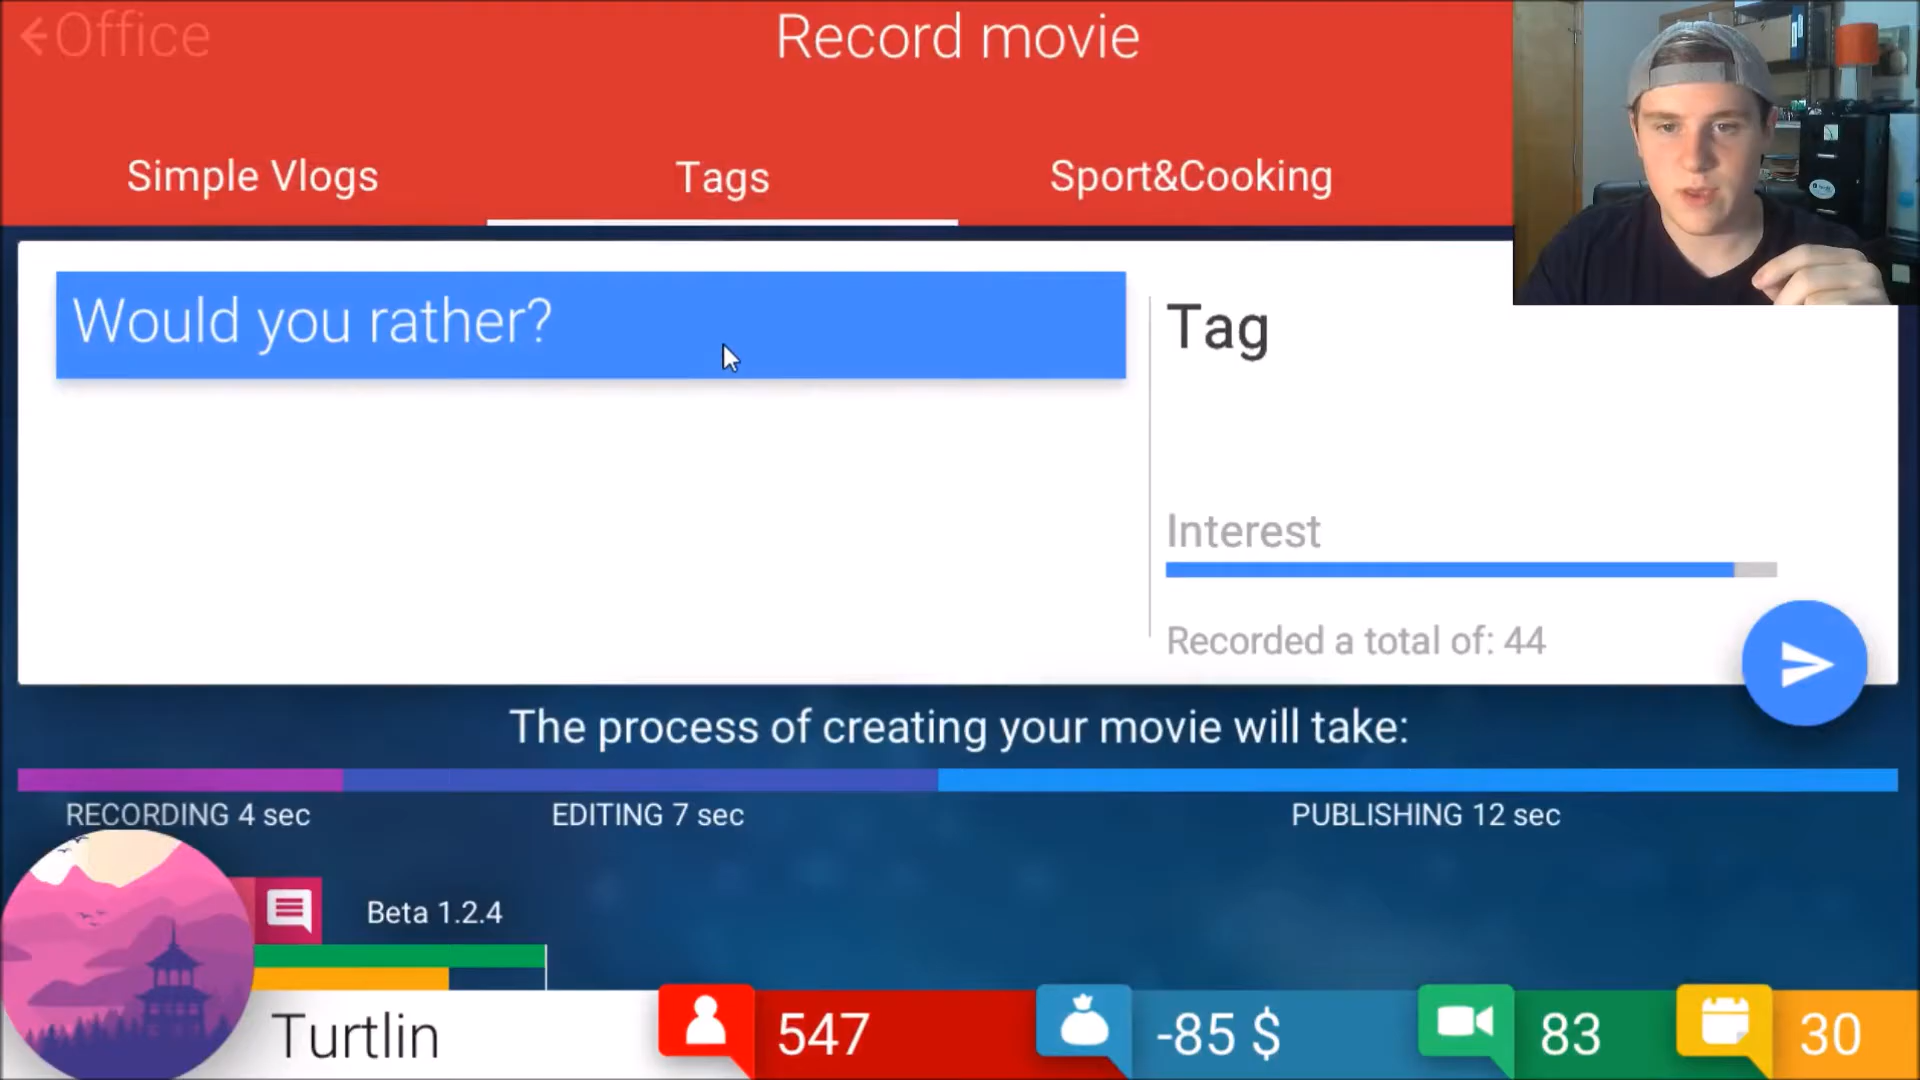 Office
Record movie
Simple Vlogs
Tags
Sport&Cooking
Would you rather?
Tag
Interest
Recorded a total of: 44
The process of creating your movie will take:
RECORDING 4 sec
EDITING 7 sec
PUBLISHING 12 sec
Beta 1.2.4
Turtlin
547
-85 $
83
30